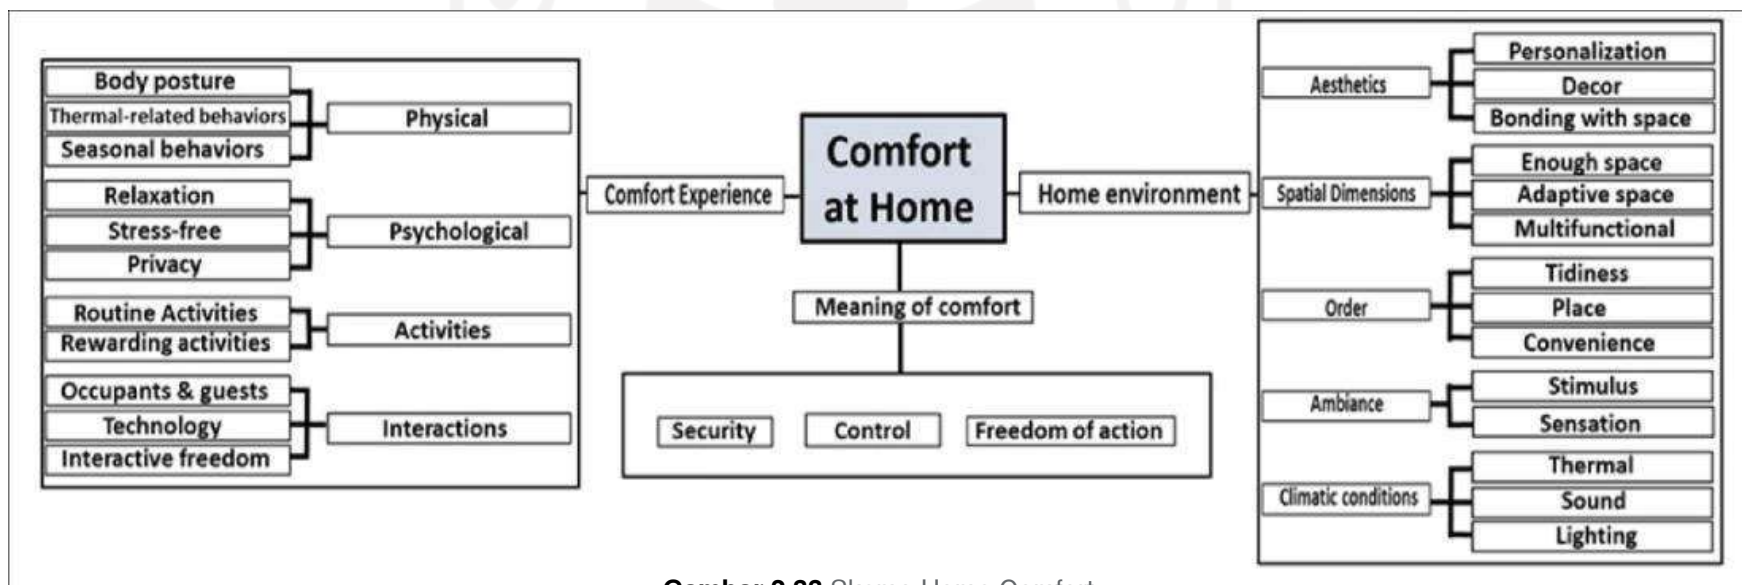 Body posture
Thermal-related behaviors
Seasonal behaviors
Physical
Relaxation
Stress-free
Privacy
Psychological
Routine Activities
Rewarding activities
Activities
Occupants & guests
Technology
Interactive freedom
Interactions
Comfort Experience
Comfort
at Home
Meaning of comfort
Security
Control
Freedom of action
Home environment
Aesthetics
Personalization
Decor
Bonding with space
Spatial Dimensions
Enough space
Adaptive space
Multifunctional
Order
Tidiness
Place
Convenience
Ambiance
Stimulus
Sensation
Climatic conditions
Thermal
Sound
Lighting
Home Comfort